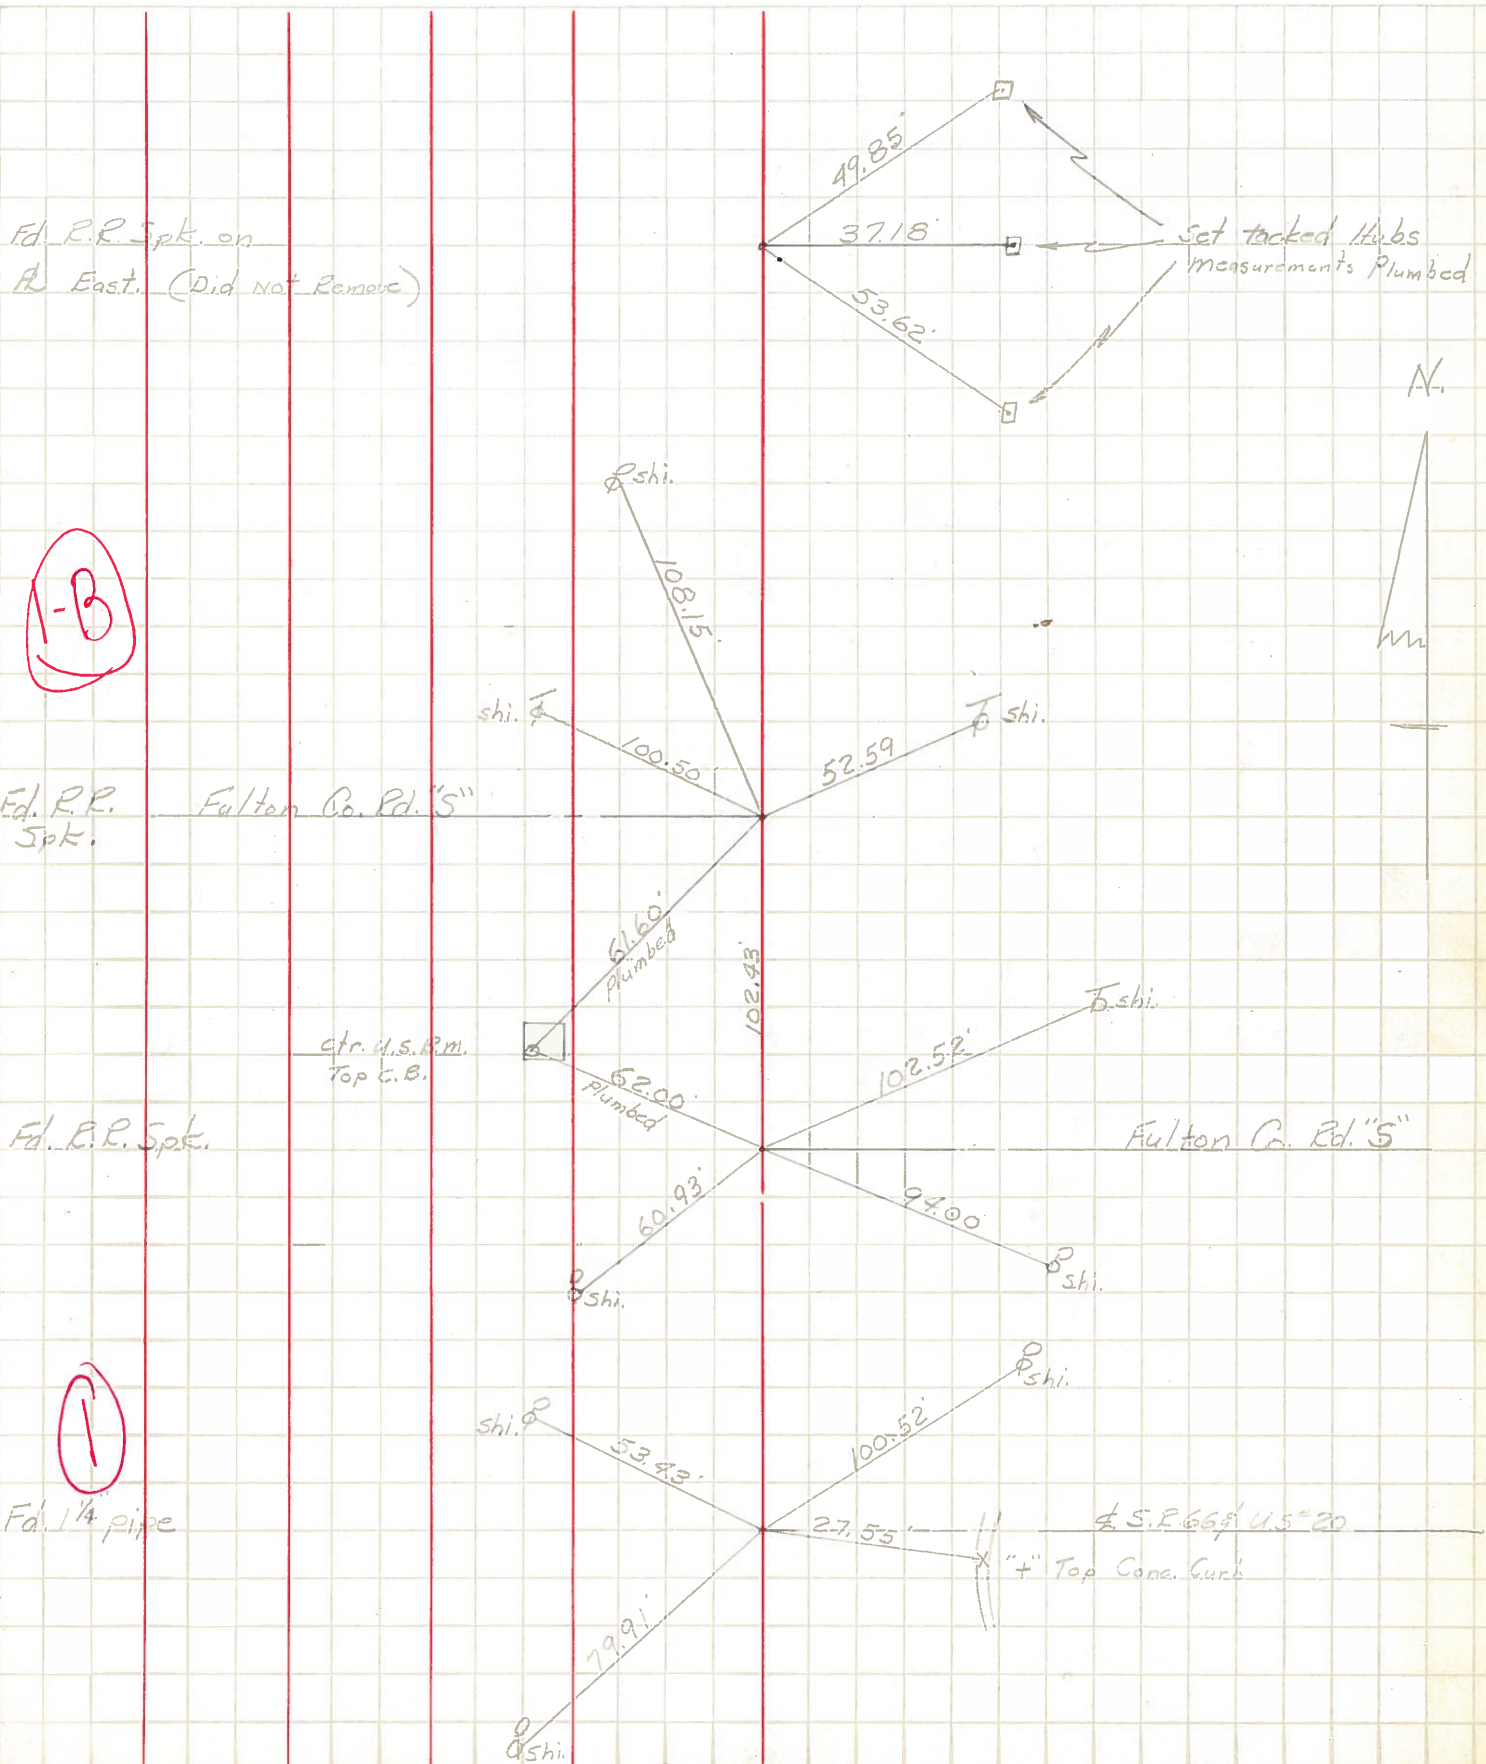 49.85'
Fd. R.R. Spk. on
37.18'
Set tacked Hubs
Measurements Plumbed
PL East. (Did Not Remove)
53.62'
N.
shi.
108.15'
1-B
shi.
shi.
100.50
52.59
Fd. R.R.
Spk.
Fulton Co. Rd. "S"
Plumbed
102.43'
shi.
ctr. U.S.B.M.
Top C.B.
102.52'
62.00'
Plumbed
Fd. R.R. Spk.
Fulton Co. Rd. "S"
60.93'
94.00
shi.
shi.
shi.
1
shi.
53.43'
100.52'
Fd. 1 1/4" pipe
27.55'
℄ S.R. 66 & U.S. 20
"+" Top Conc. Curb
79.91'
shi.